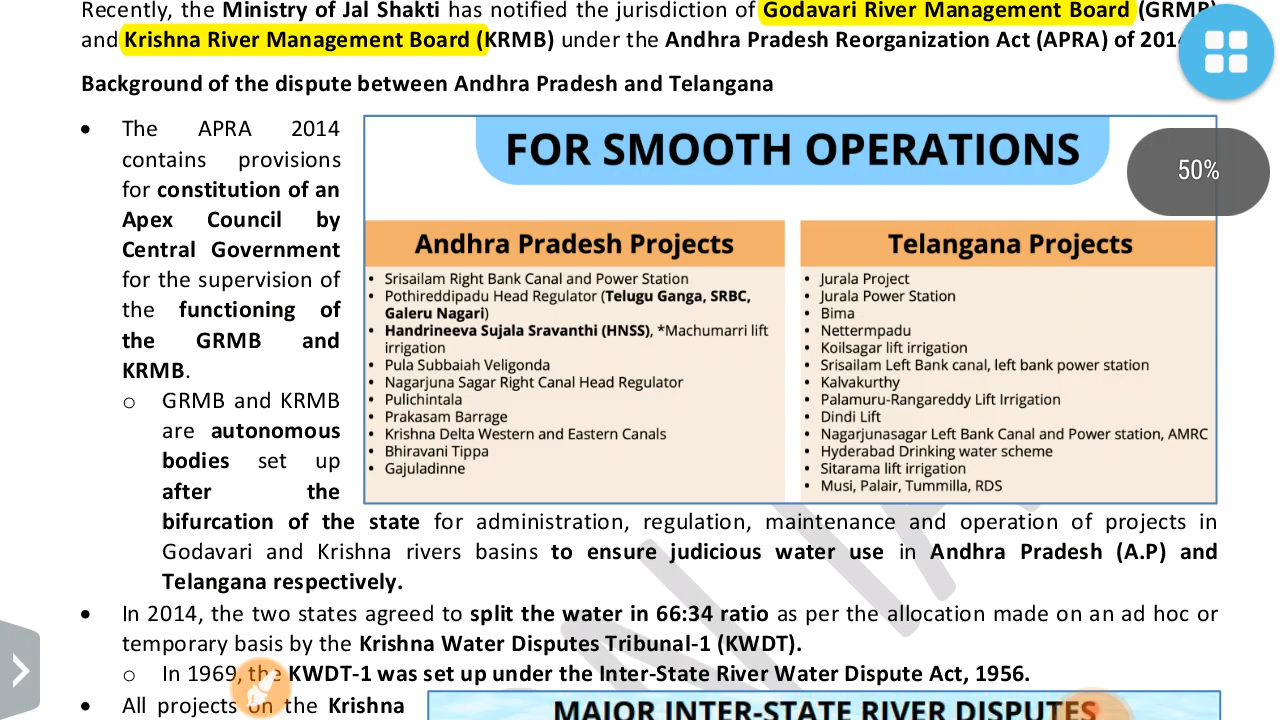 Recently, the Ministry of Jal Shakti has notified the jurisdiction of Godavari River Management Board (GRMB)
and Krishna River Management Board (KRMB) under the Andhra Pradesh Reorganization Act (APRA) of
Background of the dispute between Andhra Pradesh and Telangana
• The APRA 2014
contains provisions
for constitution of an
Apex Council by
Central Government
for the supervision of
the functioning of
the GRMB and
KRMB.
o GRMB and KRMB
are autonomous
bodies set up
after the
FOR SMOOTH OPERATIONS
50%
Andhra Pradesh Projects
• Srisailam Right Bank Canal and Power Station
• Pothireddipadu Head Regulator (Telugu Ganga, SRBC,
Galeru Nagari)
• Handrineeva Sujala Sravanthi (HNSS), *Machumarri lift
irrigation
• Pula Subbaiah Veligonda
• Nagarjuna Sagar Right Canal Head Regulator
• Pulichintala
• Prakasam Barrage
• Krishna Delta Western and Eastern Canals
• Bhiravani Tippa
• Gajuladinne
Telangana Projects
• Jurala Project
• Jurala Power Station
• Bima
• Nettermpadu
• Koilsagar lift irrigation
• Srisailam Left Bank canal, left bank power station
• Kalvakurthy
• Palamuru-Rangareddy Lift Irrigation
• Dindi Lift
• Nagarjunasagar Left Bank Canal and Power station, AMRC
• Hyderabad Drinking water scheme
• Sitarama lift irrigation
• Musi, Palair, Tummilla, RDS
bifurcation of the state for administration, regulation, maintenance and operation of projects in
Godavari and Krishna rivers basins to ensure judicious water use in Andhra Pradesh (A.P) and
Telangana respectively.
• In 2014, the two states agreed to split the water in 66:34 ratio as per the allocation made on an ad hoc or
temporary basis by the Krishna Water Disputes Tribunal-1 (KWDT).
o In 1969, the KWDT-1 was set up under the Inter-State River Water Dispute Act, 1956.
• All projects on the Krishna
MAJOR INTER-STATE RIVER DISPUTES